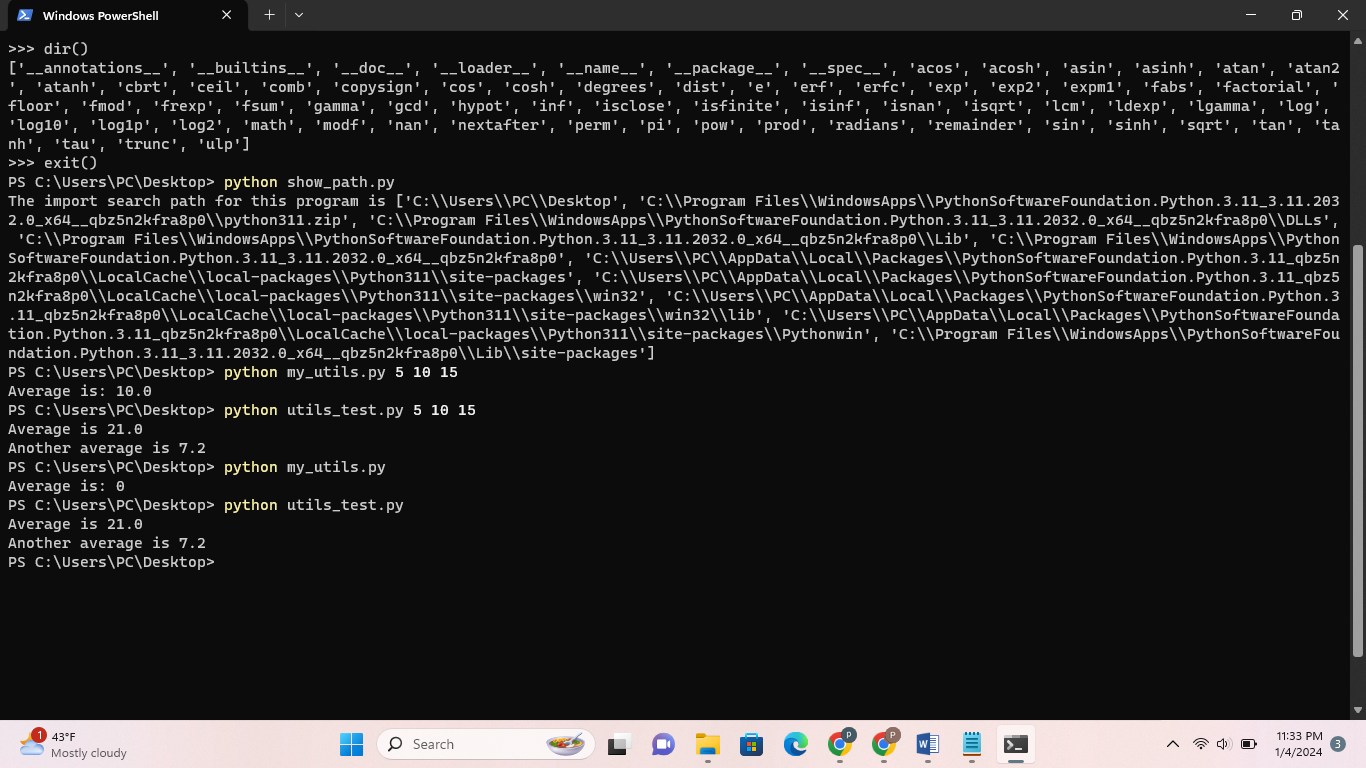 Windows PowerShell
>>> dir()
['__annotations__', '__builtins__', '__doc__', '__loader__', '__name__', '__package__', '__spec__', 'acos', 'acosh', 'asin', 'asinh', 'atan', 'atan2
', 'atanh', 'cbrt', 'ceil', 'comb', 'copysign', 'cos', 'cosh', 'degrees', 'dist', 'e', 'erf', 'erfc', 'exp', 'exp2', 'expm1', 'fabs', 'factorial', '
floor', 'fmod', 'frexp', 'fsum', 'gamma', 'gcd', 'hypot', 'inf', 'isclose', 'isfinite', 'isinf', 'isnan', 'isqrt', 'lcm', 'ldexp', 'lgamma', 'log',
'log10', 'log1p', 'log2', 'math', 'modf', 'nan', 'nextafter', 'perm', 'pi', 'pow', 'prod', 'radians', 'remainder', 'sin', 'sinh', 'sqrt', 'tan', 'ta
nh', 'tau', 'trunc', 'ulp']
>>> exit()
PS C:\Users\PC\Desktop> python show_path.py
The import search path for this program is ['C:\\Users\\PC\\Desktop', 'C:\\Program Files\\WindowsApps\\PythonSoftwareFoundation.Python.3.11_3.11.203
2.0_x64__qbz5n2kfra8p0\\python311.zip', 'C:\\Program Files\\WindowsApps\\PythonSoftwareFoundation.Python.3.11_3.11.2032.0_x64__qbz5n2kfra8p0\\DLLs',
 'C:\\Program Files\\WindowsApps\\PythonSoftwareFoundation.Python.3.11_3.11.2032.0_x64__qbz5n2kfra8p0\\Lib', 'C:\\Program Files\\WindowsApps\\Python
SoftwareFoundation.Python.3.11_3.11.2032.0_x64__qbz5n2kfra8p0', 'C:\\Users\\PC\\AppData\\Local\\Packages\\PythonSoftwareFoundation.Python.3.11_qbz5n
2kfra8p0\\LocalCache\\local-packages\\Python311\\site-packages', 'C:\\Users\\PC\\AppData\\Local\\Packages\\PythonSoftwareFoundation.Python.3.11_qbz5
n2kfra8p0\\LocalCache\\local-packages\\Python311\\site-packages\\win32', 'C:\\Users\\PC\\AppData\\Local\\Packages\\PythonSoftwareFoundation.Python.3
.11_qbz5n2kfra8p0\\LocalCache\\local-packages\\Python311\\site-packages\\win32\\lib', 'C:\\Users\\PC\\AppData\\Local\\Packages\\PythonSoftwareFounda
tion.Python.3.11_qbz5n2kfra8p0\\LocalCache\\local-packages\\Python311\\site-packages\\Pythonwin', 'C:\\Program Files\\WindowsApps\\PythonSoftwareFou
ndation.Python.3.11_3.11.2032.0_x64__qbz5n2kfra8p0\\Lib\\site-packages']
PS C:\Users\PC\Desktop> python my_utils.py 5 10 15
Average is: 10.0
PS C:\Users\PC\Desktop> python utils_test.py 5 10 15
Average is 21.0
Another average is 7.2
PS C:\Users\PC\Desktop> python my_utils.py
Average is: 0
PS C:\Users\PC\Desktop> python utils_test.py
Average is 21.0
Another average is 7.2
PS C:\Users\PC\Desktop>
1
43°F
Mostly cloudy
Search
P
P
W
11:33 PM
1/4/2024
3